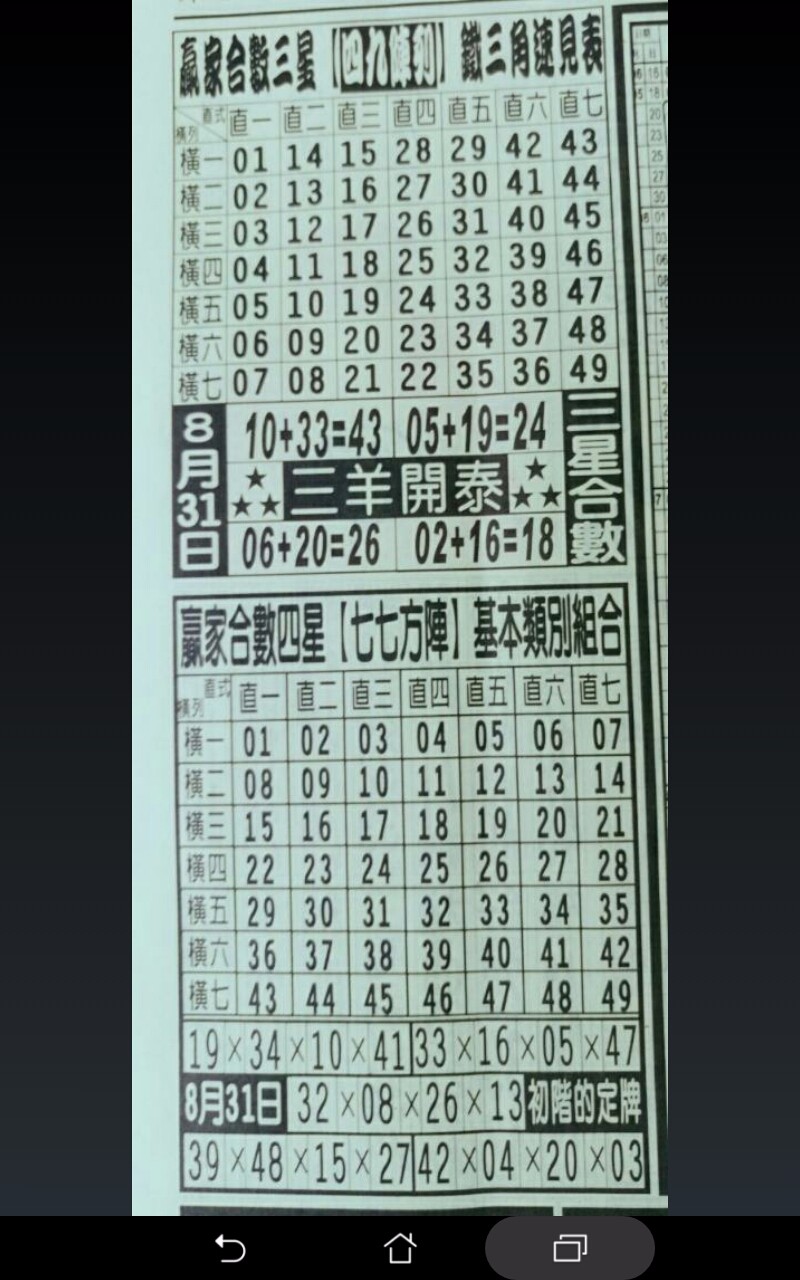 贏家合數三星【四九陣列】鐵三角速見表
直式 橫列 直一 直二 直三 直四 直五 直六 直七
橫一 01 14 15 28 29 42 43
橫二 02 13 16 27 30 41 44
橫三 03 12 17 26 31 40 45
橫四 04 11 18 25 32 39 46
橫五 05 10 19 24 33 38 47
橫六 06 09 20 23 34 37 48
橫七 07 08 21 22 35 36 49
8月31日
10+33=43 05+19=24
★★★ 三羊開泰 ★★★
06+20=26 02+16=18
三星合數
贏家合數四星【七七方陣】基本類別組合
直式 橫列 直一 直二 直三 直四 直五 直六 直七
橫一 01 02 03 04 05 06 07
橫二 08 09 10 11 12 13 14
橫三 15 16 17 18 19 20 21
橫四 22 23 24 25 26 27 28
橫五 29 30 31 32 33 34 35
橫六 36 37 38 39 40 41 42
橫七 43 44 45 46 47 48 49
19×34×10×41 33×16×05×47
8月31日 32×08×26×13 初階的定牌
39×48×15×27 42×04×20×03